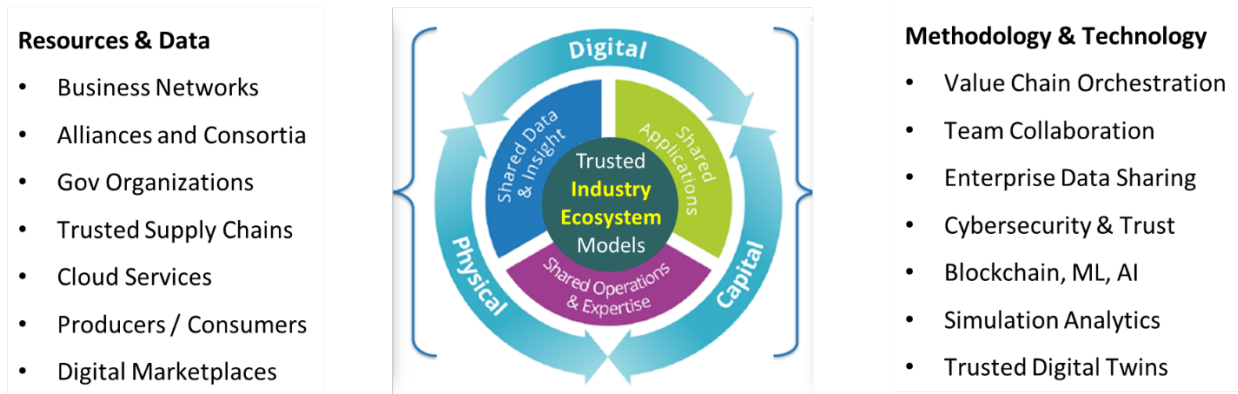 Resources & Data
• Business Networks
• Alliances and Consortia
• Gov Organizations
• Trusted Supply Chains
• Cloud Services
• Producers / Consumers
• Digital Marketplaces
Digital
Physical
Capital
Shared Data
& Insight
Shared
Applications
Shared Operations
& Expertise
Trusted
Industry
Ecosystem
Models
Methodology & Technology
• Value Chain Orchestration
• Team Collaboration
• Enterprise Data Sharing
• Cybersecurity & Trust
• Blockchain, ML, AI
• Simulation Analytics
• Trusted Digital Twins